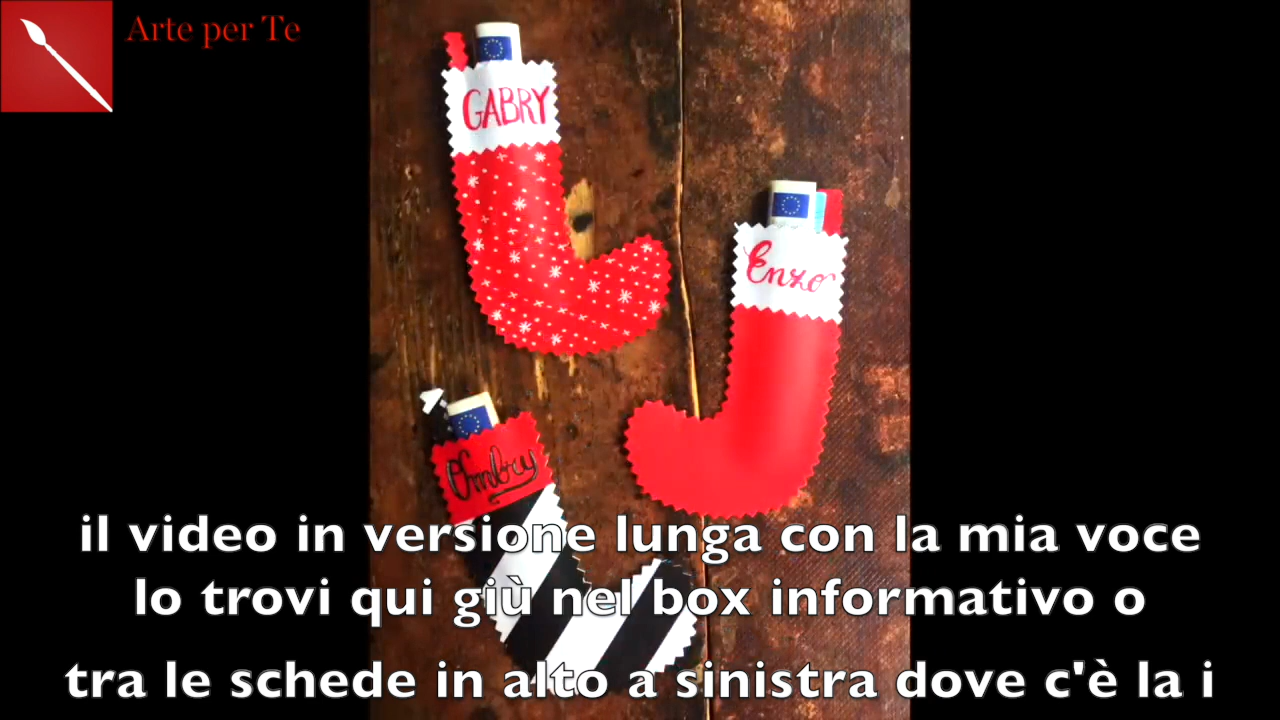 Arte per Te
GABRY
Enzo
Ombry
il video in versione lunga con la mia voce
lo trovi qui giù nel box informativo o
tra le schede in alto a sinistra dove c'è la i